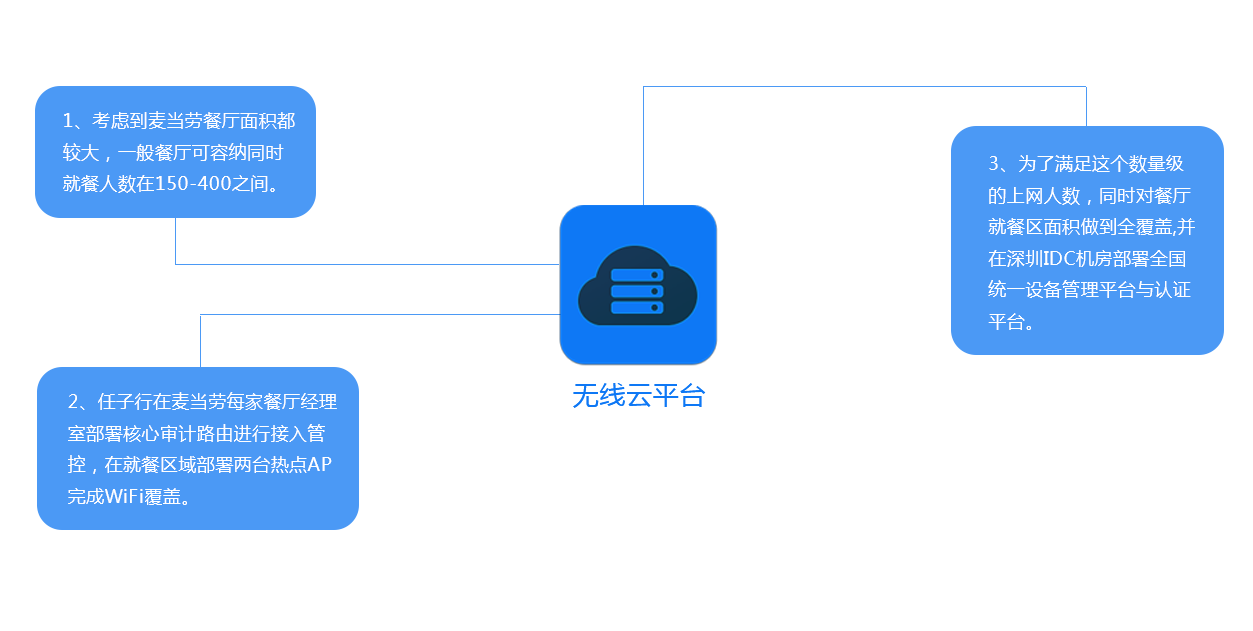 1、考虑到麦当劳餐厅面积都
较大，一般餐厅可容纳同时
就餐人数在150-400之间。
2、任子行在麦当劳每家餐厅经理
室部署核心审计路由进行接入管
控，在就餐区域部署两台热点AP
完成WiFi覆盖。
无线云平台
3、为了满足这个数量级
的上网人数，同时对餐厅
就餐区面积做到全覆盖,并
在深圳IDC机房部署全国
统一设备管理平台与认证
平台。